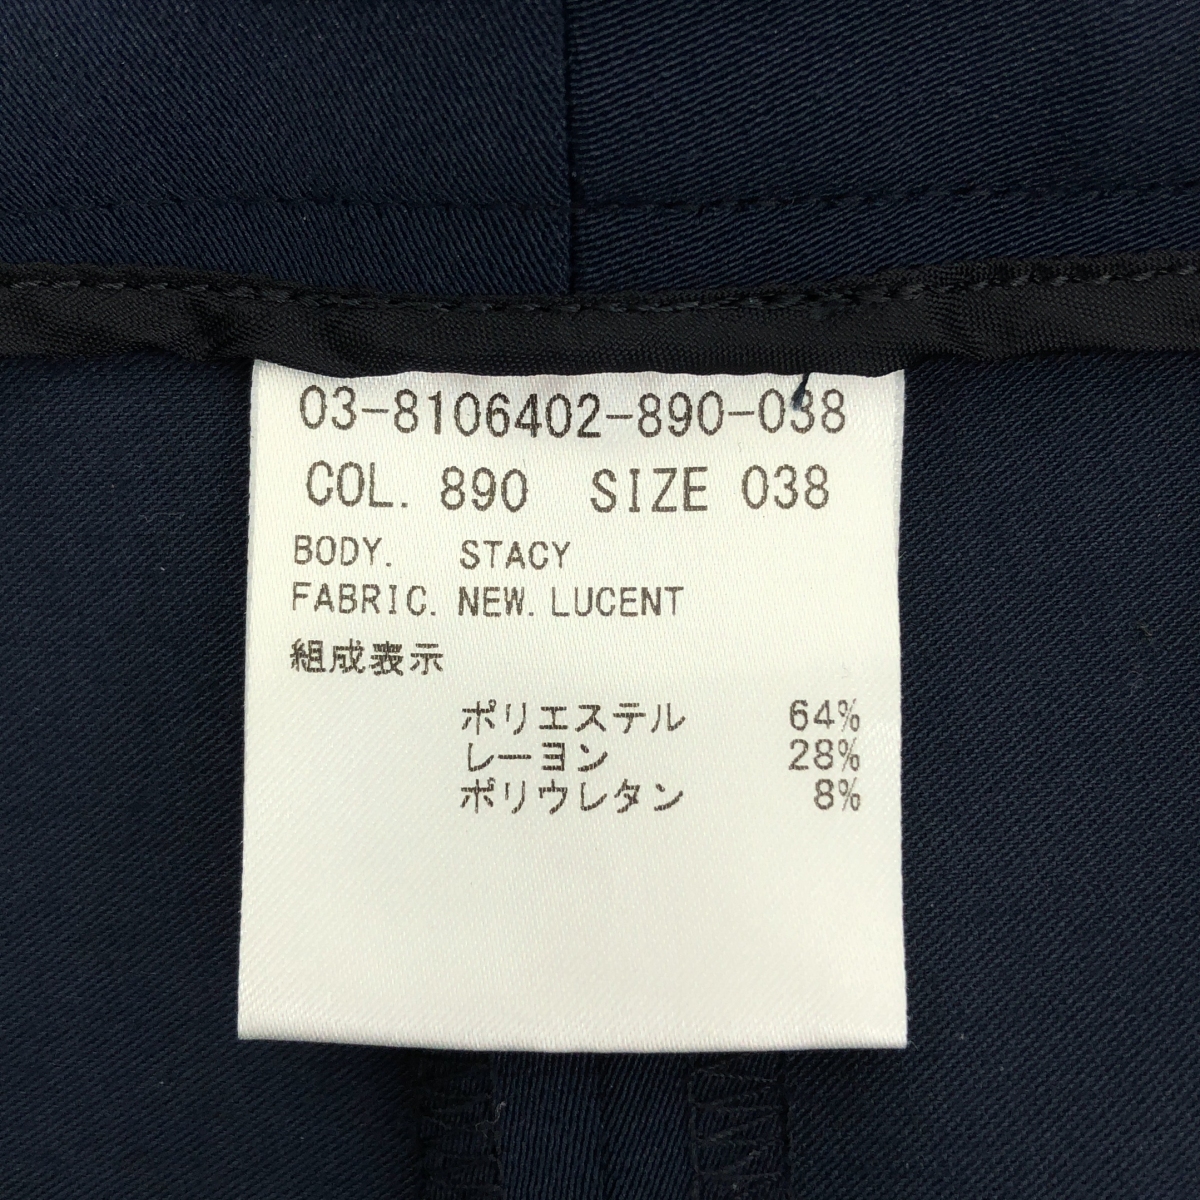 03-8106402-890-038
COL. 890 SIZE 038
BODY. STACY
FABRIC. NEW. LUCENT
組成表示
ポリエステル 64%
レーヨン 28%
ポリウレタン 8%